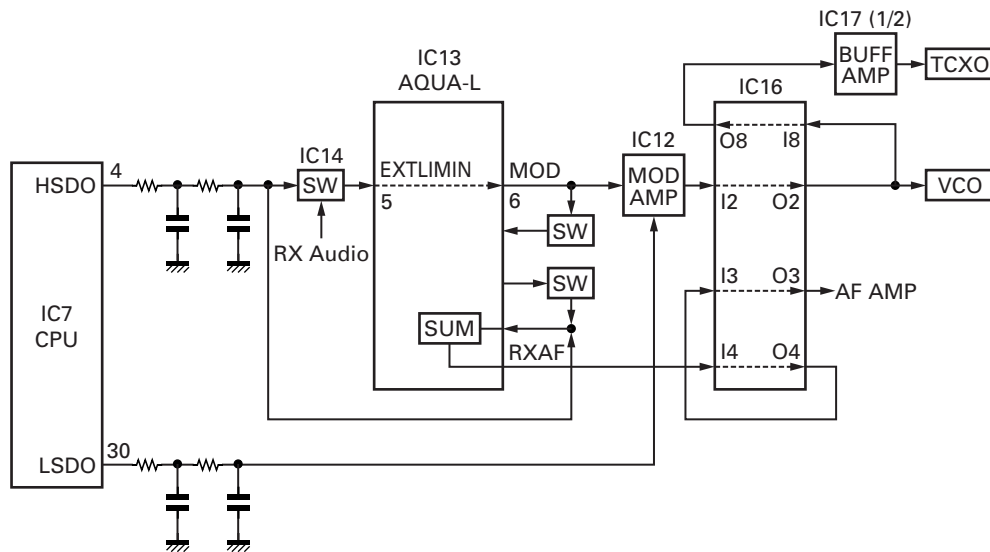 IC17 (1/2)
BUFF
AMP
TCXO
IC13
AQUA-L
IC16
O8
I8
IC12
IC14
4
HSDO
SW
EXTLIMIN
5
MOD
6
MOD
AMP
I2
O2
VCO
RX Audio
SW
SW
I3
O3
AF AMP
IC7
CPU
SUM
RXAF
I4
O4
30
LSDO